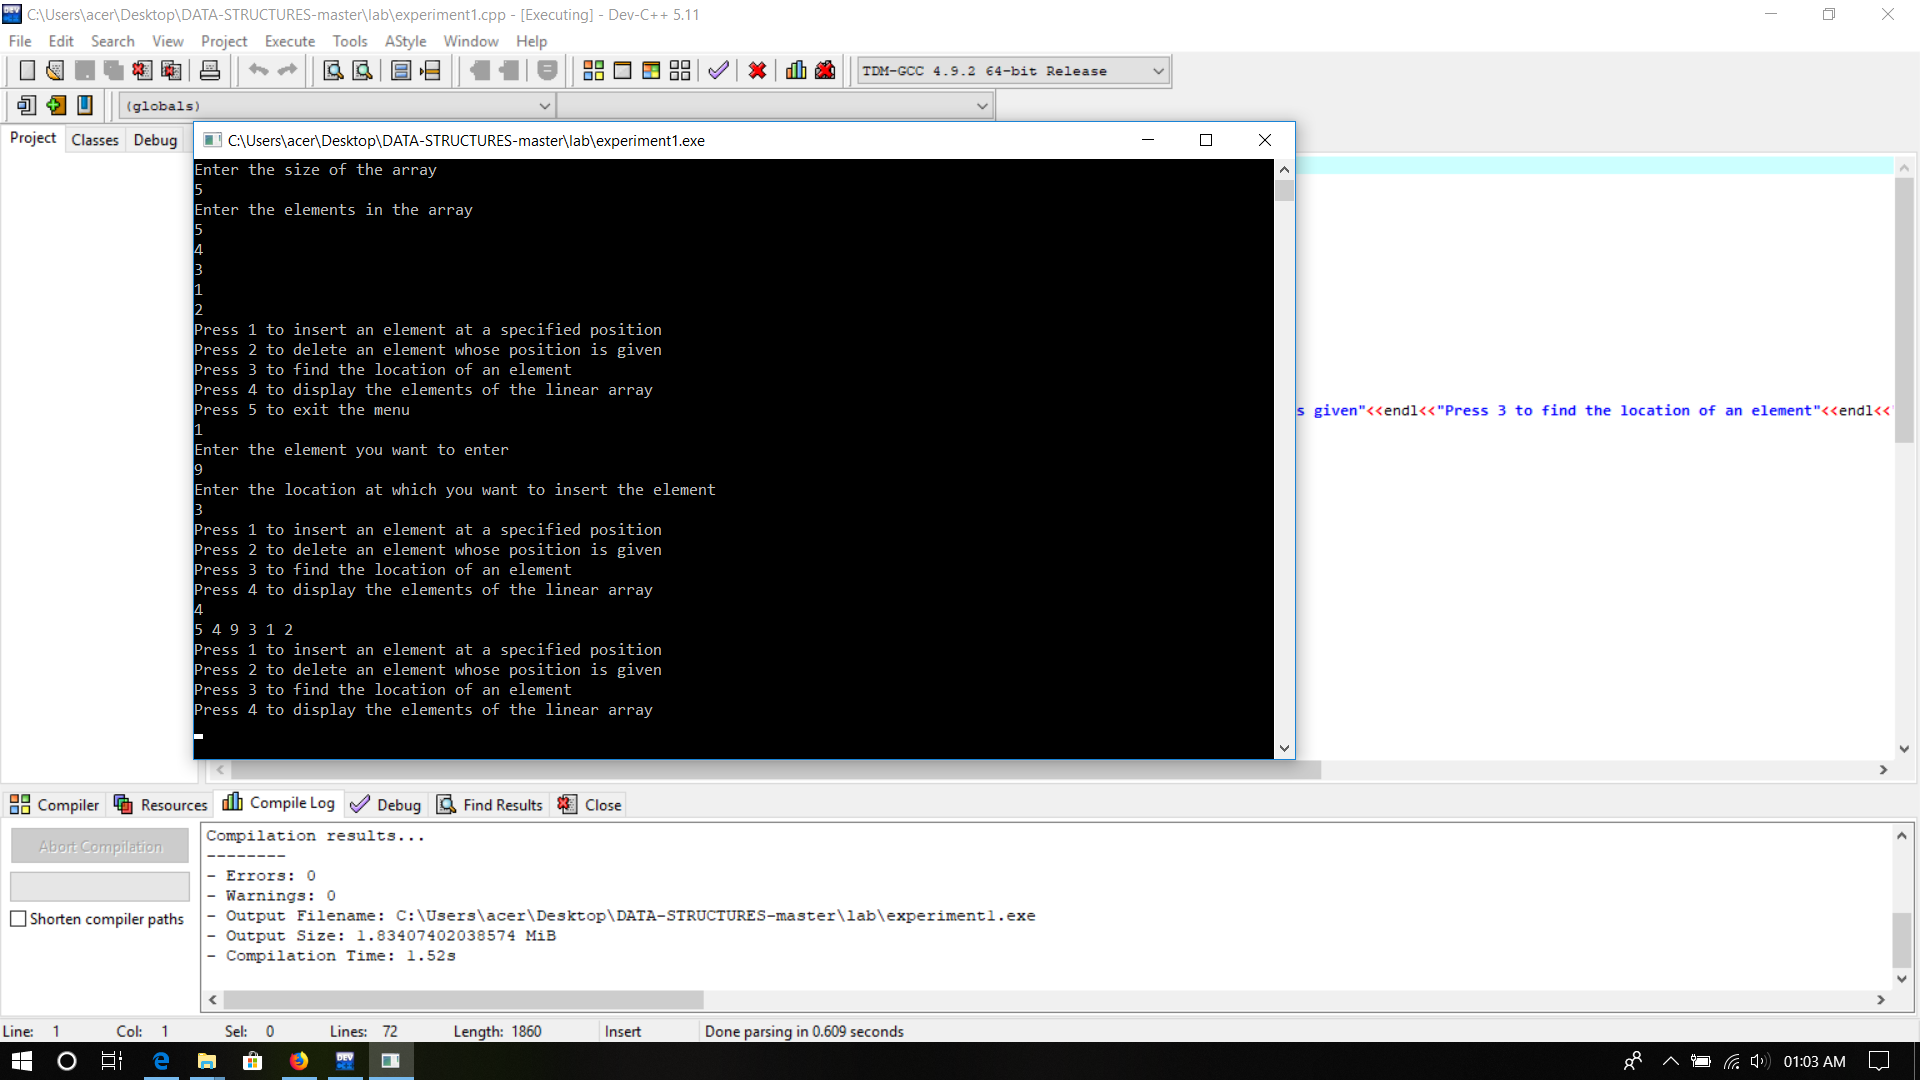 C:\Users\acer\Desktop\DATA-STRUCTURES-master\lab\experiment1.cpp - [Executing] - Dev-C++ 5.11
File Edit Search View Project Execute Tools AStyle Window Help
TDM-GCC 4.9.2 64-bit Release
(globals)
Project Classes Debug
C:\Users\acer\Desktop\DATA-STRUCTURES-master\lab\experiment1.exe
Enter the size of the array
5
Enter the elements in the array
5
4
3
1
2
Press 1 to insert an element at a specified position
Press 2 to delete an element whose position is given
Press 3 to find the location of an element
Press 4 to display the elements of the linear array
Press 5 to exit the menu
1
Enter the element you want to enter
9
Enter the location at which you want to insert the element
3
Press 1 to insert an element at a specified position
Press 2 to delete an element whose position is given
Press 3 to find the location of an element
Press 4 to display the elements of the linear array
4
5 4 9 3 1 2
Press 1 to insert an element at a specified position
Press 2 to delete an element whose position is given
Press 3 to find the location of an element
Press 4 to display the elements of the linear array
s given"<<endl<<"Press 3 to find the location of an element"<<endl<<"
Compiler Resources Compile Log Debug Find Results Close
Abort Compilation
Shorten compiler paths
Compilation results...
--------
- Errors: 0
- Warnings: 0
- Output Filename: C:\Users\acer\Desktop\DATA-STRUCTURES-master\lab\experiment1.exe
- Output Size: 1.83407402038574 MiB
- Compilation Time: 1.52s
Line: 1 Col: 1 Sel: 0 Lines: 72 Length: 1860 Insert Done parsing in 0.609 seconds
DEV
01:03 AM